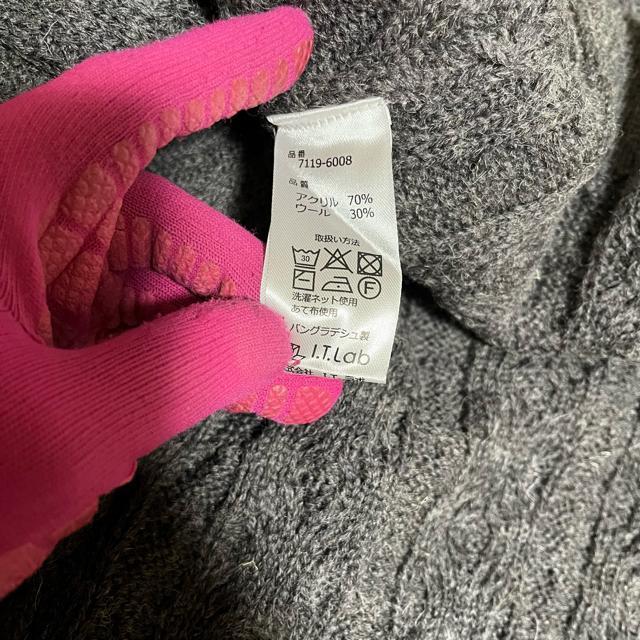 品番
7119-6008
品質
アクリル 70%
ウール 30%
取扱い方法
30
F
洗濯ネット使用
あて布使用
バングラデシュ製
I.T.Lab